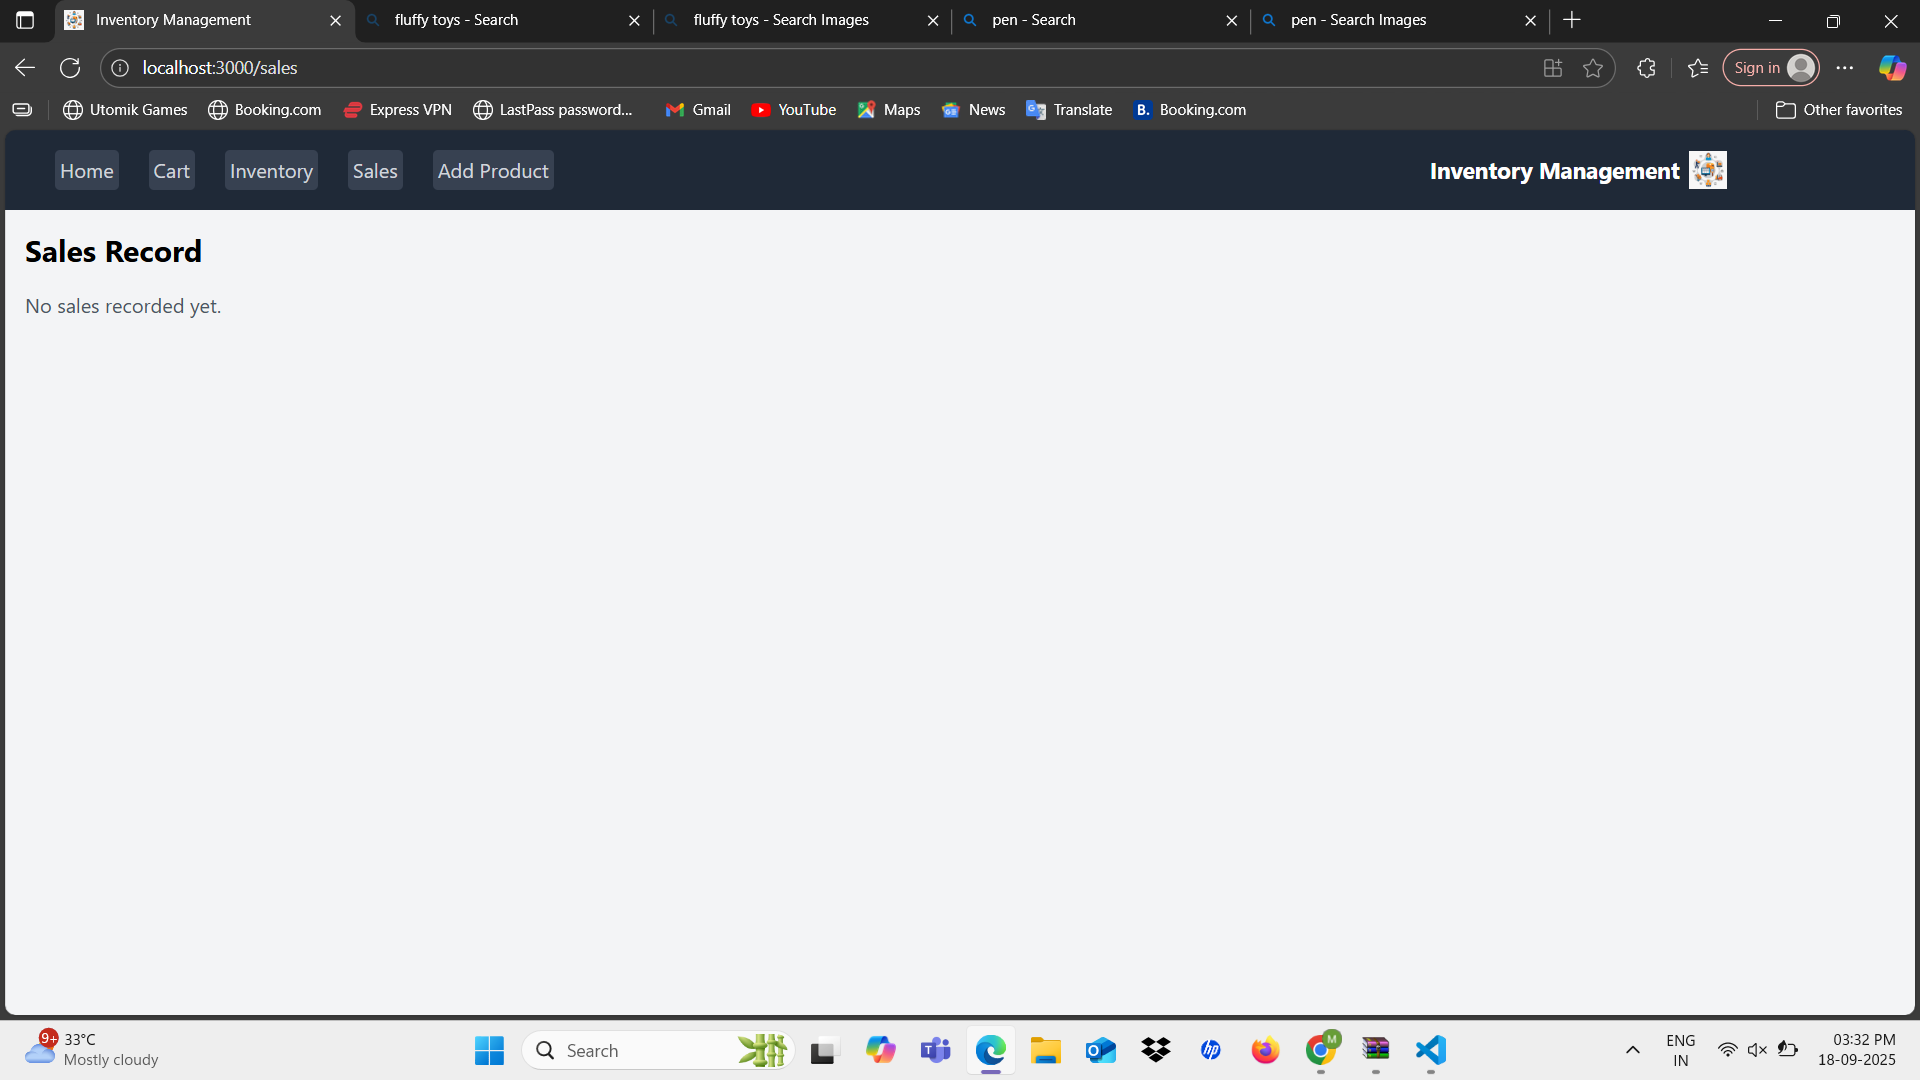 Inventory Management
fluffy toys - Search
fluffy toys - Search Images
pen - Search
pen - Search Images
localhost:3000/sales
Sign in
Utomik Games
Booking.com
Express VPN
LastPass password...
Gmail
YouTube
Maps
News
Translate
B. Booking.com
Other favorites
Home
Cart
Inventory
Sales
Add Product
Inventory Management
Sales Record
No sales recorded yet.
9+
33°C
Mostly cloudy
Search
hp
M
ENG
IN
03:32 PM
18-09-2025